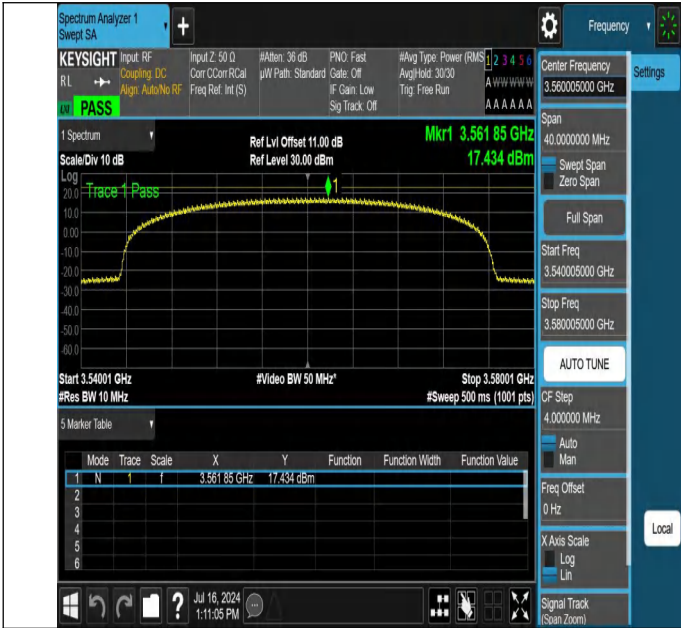 Spectrum Analyzer 1
Swept SA
+
Frequency
KEYSIGHT
RL
PASS
Input: RF
Coupling: DC
Align: Auto/No RF
Input Z: 50 Ω
Corr CCorr RCal
Freq Ref: Int (S)
#Atten: 36 dB
µW Path: Standard
PNO: Fast
Gate: Off
IF Gain: Low
Sig Track: Off
#Avg Type: Power (RMS
Avg|Hold: 30/30
Trig: Free Run
1 2 3 4 5 6
A W W W W W
A A A A A A
1 Spectrum
Scale/Div 10 dB
Ref Lvl Offset 11.00 dB
Ref Level 30.00 dBm
Mkr1 3.561 85 GHz
17.434 dBm
Log
Trace 1 Pass
1
20.0
10.0
0.00
-10.0
-20.0
-30.0
-40.0
-50.0
-60.0
Start 3.54001 GHz
#Video BW 50 MHz*
Stop 3.58001 GHz
#Res BW 10 MHz
#Sweep 500 ms (1001 pts)
5 Marker Table
Mode Trace Scale X Y Function Function Width Function Value
1 N 1 f 3.561 85 GHz 17.434 dBm
2
3
4
5
6
Jul 16, 2024
1:11:05 PM
Center Frequency
3.560005000 GHz
Settings
Span
40.0000000 MHz
Swept Span
Zero Span
Full Span
Start Freq
3.540005000 GHz
Stop Freq
3.580005000 GHz
AUTO TUNE
CF Step
4.000000 MHz
Auto
Man
Freq Offset
0 Hz
X Axis Scale
Log
Lin
Signal Track
(Span Zoom)
Local